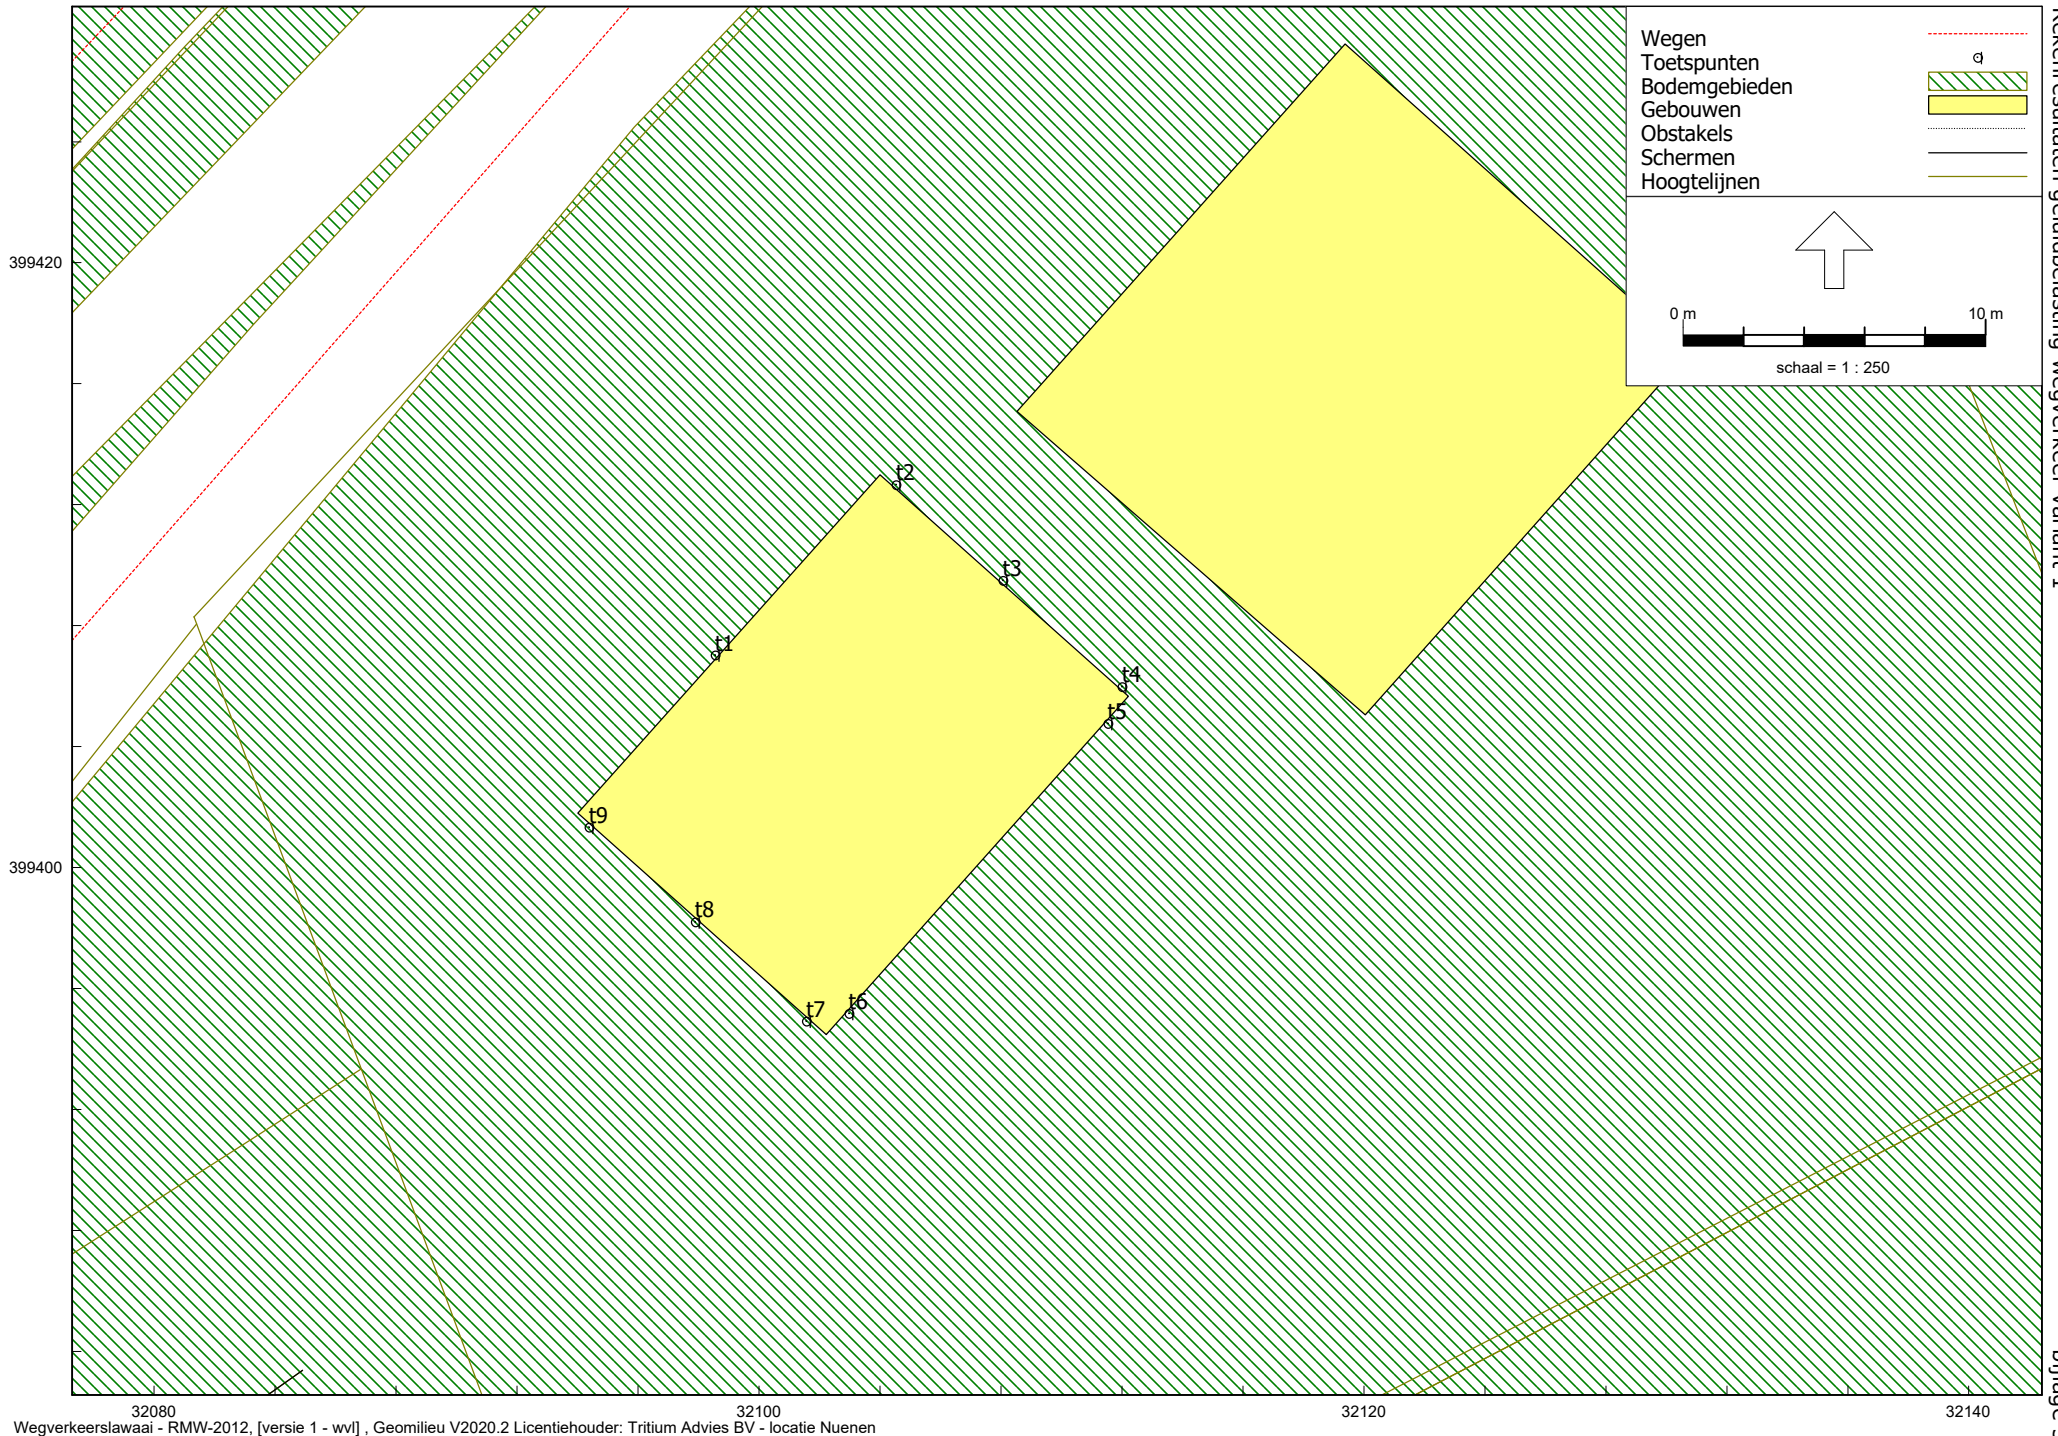 Wegen
Toetspunten
Bodemgebieden
Gebouwen
Obstakels
Schermen
Hoogtelijnen
0 m 10 m
schaal = 1 : 250
399420
399400
t2
t3
t1
t4
t5
t9
t8
t6
t7
32080 32100 32120 32140
Wegverkeerslawaai - RMW-2012, [versie 1 - wvl] , Geomilieu V2020.2 Licentiehouder: Tritium Advies BV - locatie Nuenen